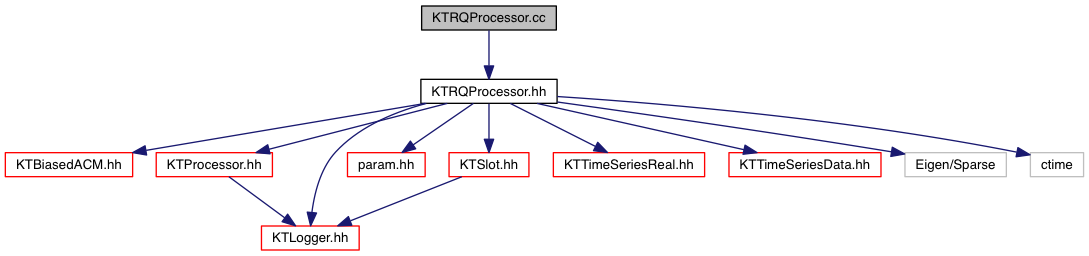 KTRQProcessor.cc
KTRQProcessor.hh
KTBiasedACM.hh
KTProcessor.hh
param.hh
KTSlot.hh
KTTimeSeriesReal.hh
KTTimeSeriesData.hh
Eigen/Sparse
ctime
KTLogger.hh